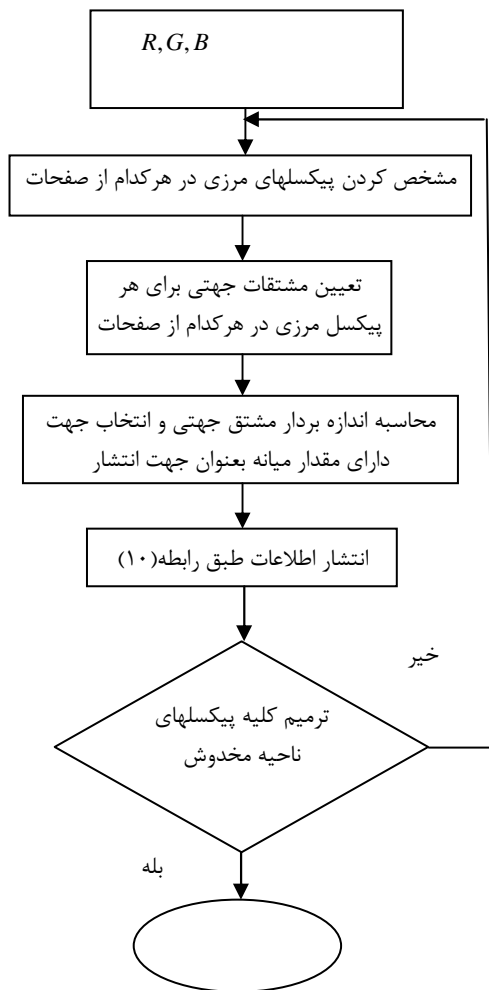 R,G,B
مشخص کردن پیکسلهای مرزی در هرکدام از صفحات
تعیین مشتقات جهتی برای هر
پیکسل مرزی در هرکدام از صفحات
محاسبه اندازه بردار مشتق جهتی و انتخاب جهت
دارای مقدار میانه بعنوان جهت انتشار
انتشار اطلاعات طبق رابطه(۱۰)
خیر
ترمیم کلیه پیکسلهای
ناحیه مخدوش
بله